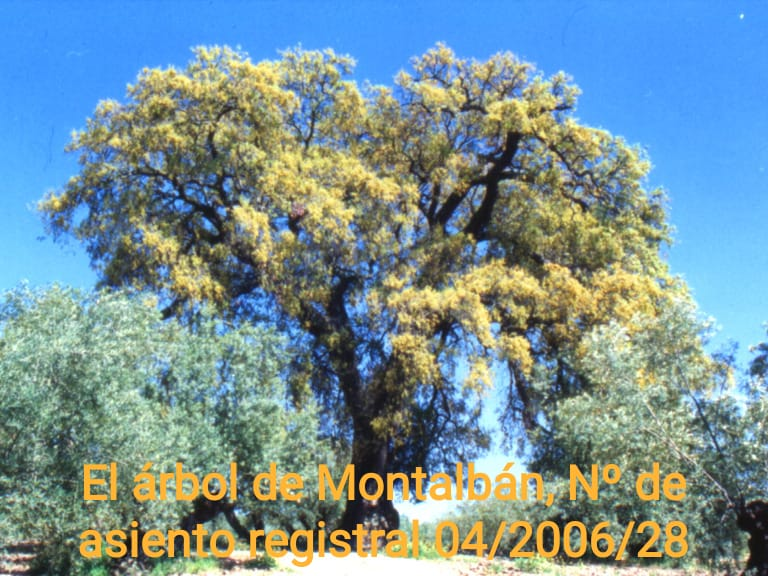 El árbol de Montalbán, Nº de
asiento registral 04/2006/28